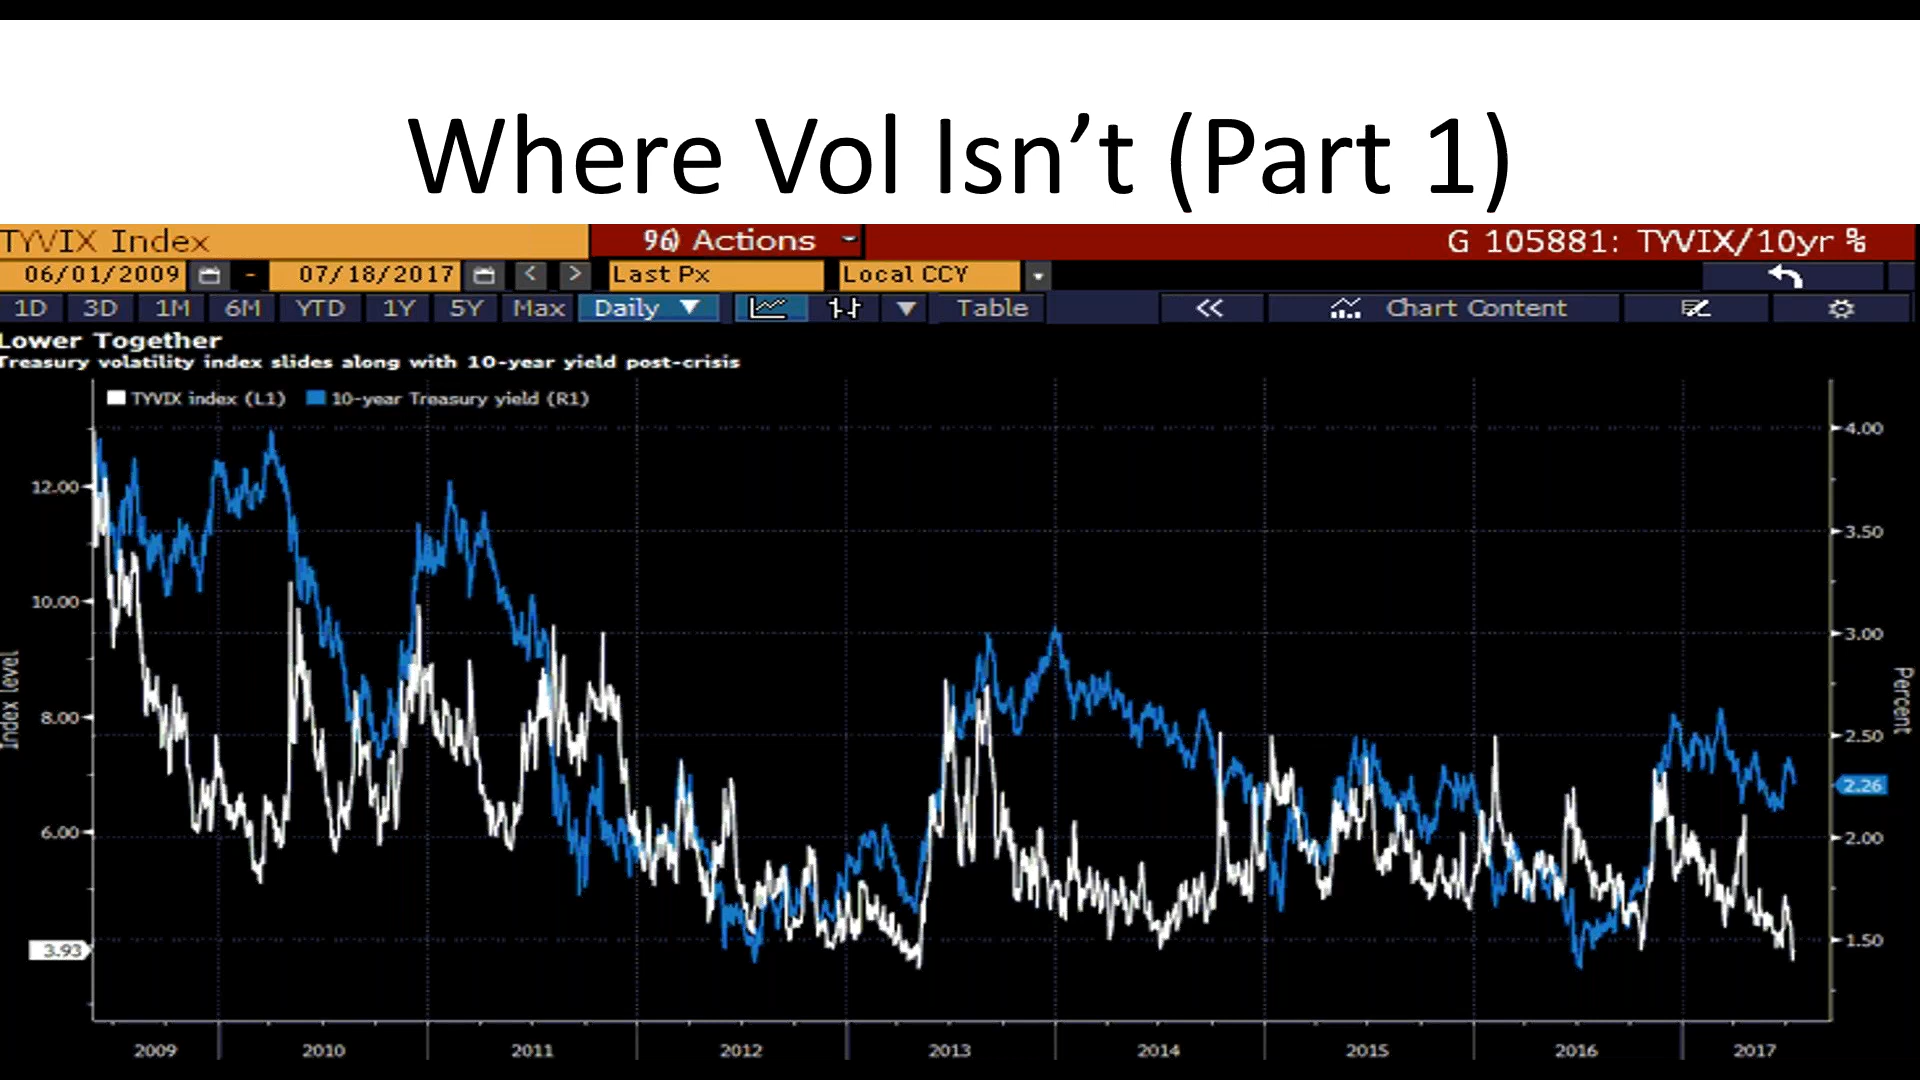 Where Vol Isn’t (Part 1)
TYVIX Index 96) Actions G 105881: TYVIX/10yr %
06/01/2009 - 07/18/2017 < > Last Px Local CCY
1D 3D 1M 6M YTD 1Y 5Y Max Daily ▼ Table « Chart Content
Lower Together
Treasury volatility index slides along with 10-year yield post-crisis
TYVIX index (L1) 10-year Treasury yield (R1)
12.00
10.00
8.00
6.00
3.93
Index level
4.00
3.50
3.00
2.50
2.26
2.00
1.50
Percent
2009 2010 2011 2012 2013 2014 2015 2016 2017